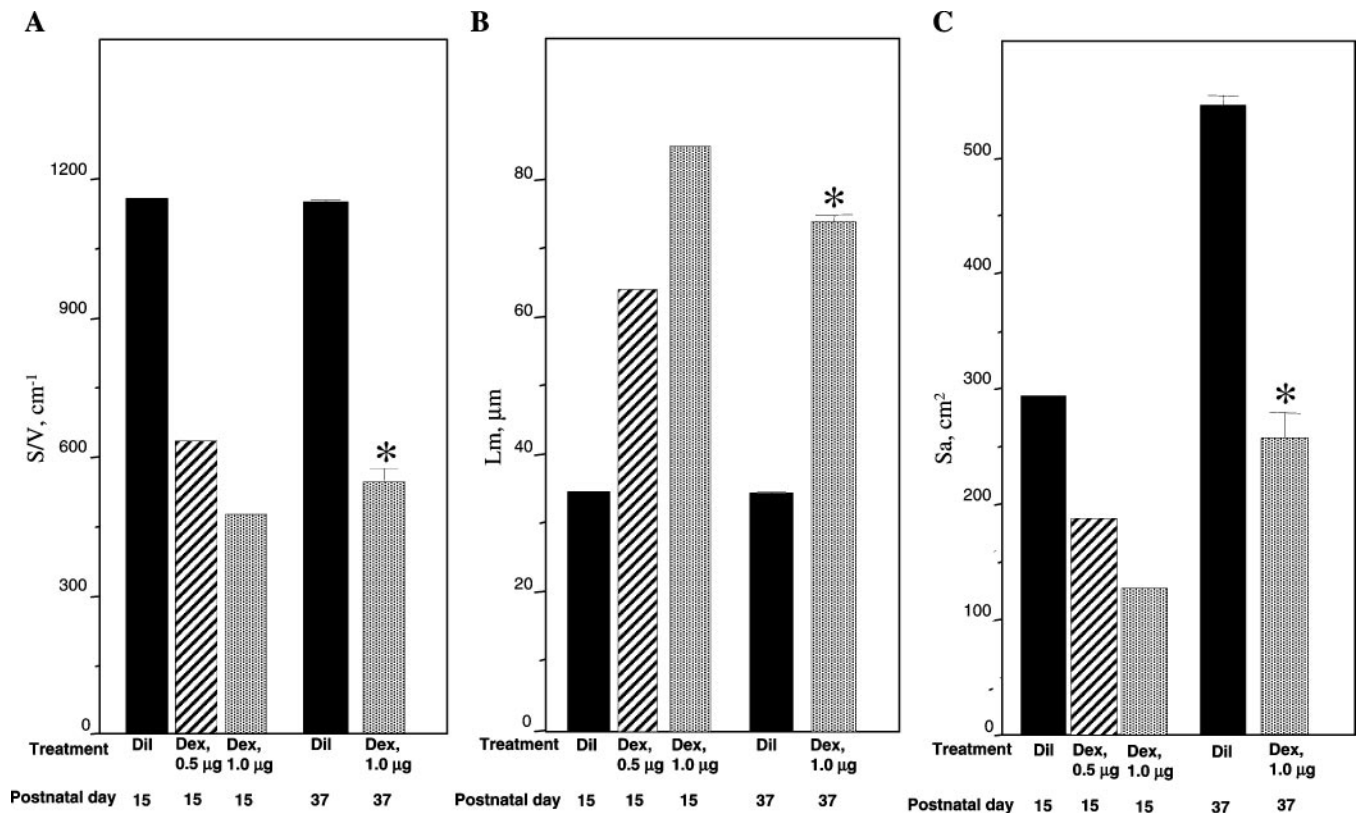 A
S/V, cm⁻¹
1200
900
600
300
0
*
Treatment Dil Dex, 0.5 µg Dex, 1.0 µg Dil Dex, 1.0 µg
Postnatal day 15 15 15 37 37
B
Lm, µm
80
60
40
20
0
*
Treatment Dil Dex, 0.5 µg Dex, 1.0 µg Dil Dex, 1.0 µg
Postnatal day 15 15 15 37 37
C
Sa, cm²
500
400
300
200
100
0
*
Treatment Dil Dex, 0.5 µg Dex, 1.0 µg Dil Dex, 1.0 µg
Postnatal day 15 15 15 37 37